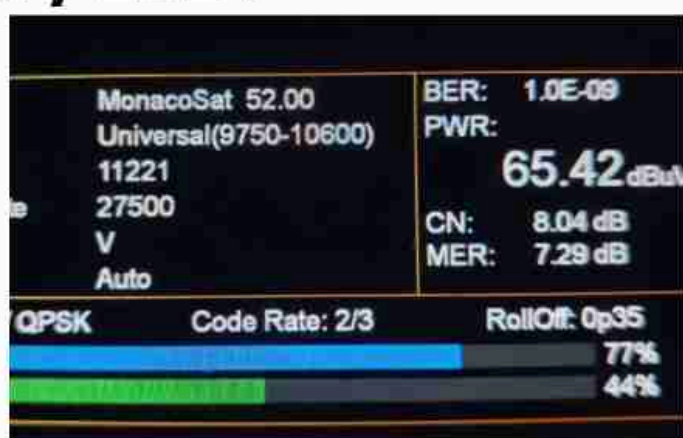 MonacoSat 52.00
Universal(9750-10600)
11221
27500
V
Auto
BER: 1.0E-09
PWR:
65.42 dBuV
CN: 8.04 dB
MER: 7.29 dB
QPSK Code Rate: 2/3 RollOff: 0p35
77%
44%